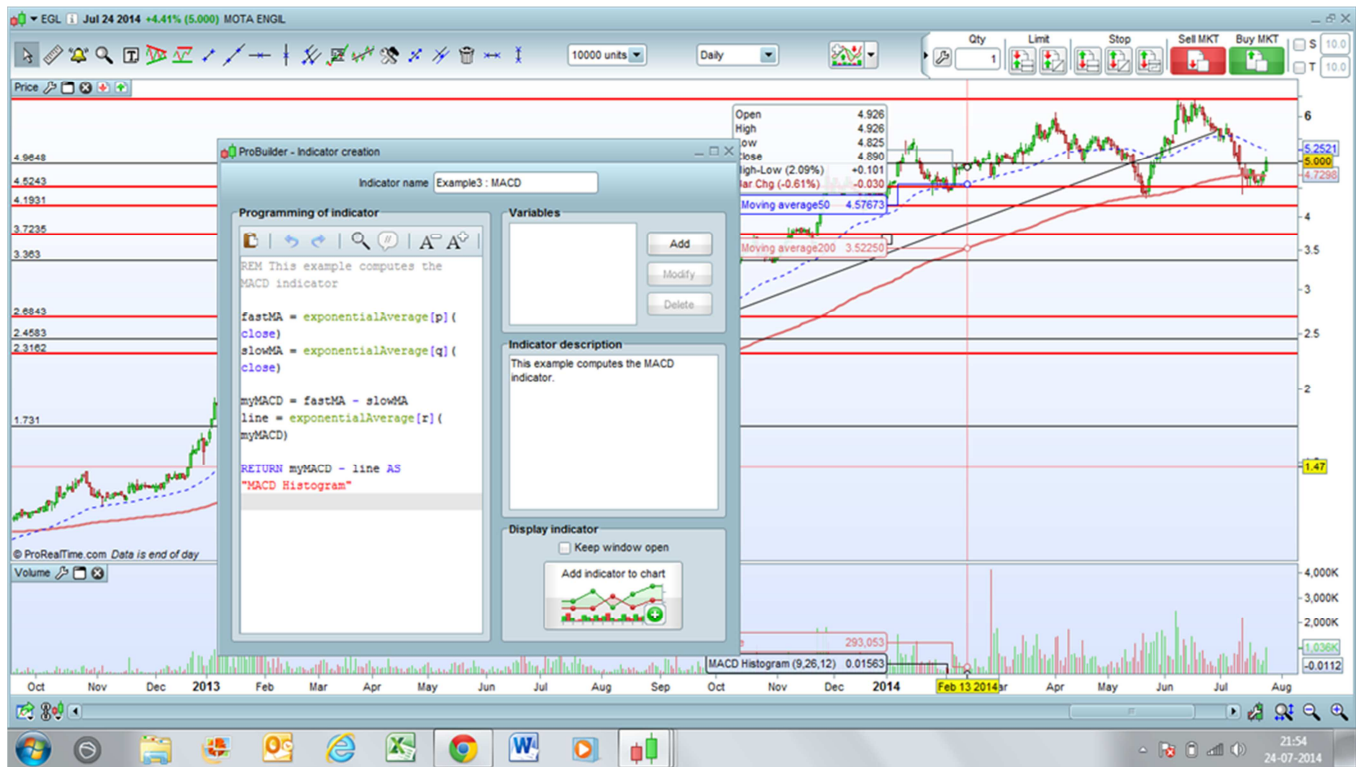 EGL i Jul 24 2014 +4.41% (5.000) MOTA ENGIL
10000 units
Daily
Qty
1
Limit
Stop
Sell MKT
Buy MKT
S 10.0
T 10.0
Price
ProBuilder - Indicator creation
Indicator name Example3 : MACD
Programming of indicator
REM This example computes the
MACD indicator
fastMA = exponentialAverage[p](
close)
slowMA = exponentialAverage[q](
close)
myMACD = fastMA - slowMA
line = exponentialAverage[r](
myMACD)
RETURN myMACD - line AS
"MACD Histogram"
Variables
Add
Modify
Delete
Indicator description
This example computes the MACD
indicator.
Display indicator
Keep window open
Add indicator to chart
Open 4.926
High 4.926
ow 4.825
lose 4.890
igh-Low (2.09%) +0.101
ar Chg (-0.61%) -0.030
Moving average50 4.57673
Moving average200 3.52250
4.9648
4.5243
4.1931
3.7235
3.363
2.6843
2.4583
2.3162
1.731
6
5.2521
5.000
4.7298
4
3.5
3
2.5
2
1.47
© ProRealTime.com Data is end of day
Volume
4,000K
3,000K
2,000K
1,036K
-0.0112
e 293,053
MACD Histogram (9,26,12) 0.01563
Oct Nov Dec 2013 Feb Mar Apr May Jun Jul Aug Sep Oct Nov Dec 2014 Feb 13 2014 ar Apr May Jun Jul Aug
21:54
24-07-2014